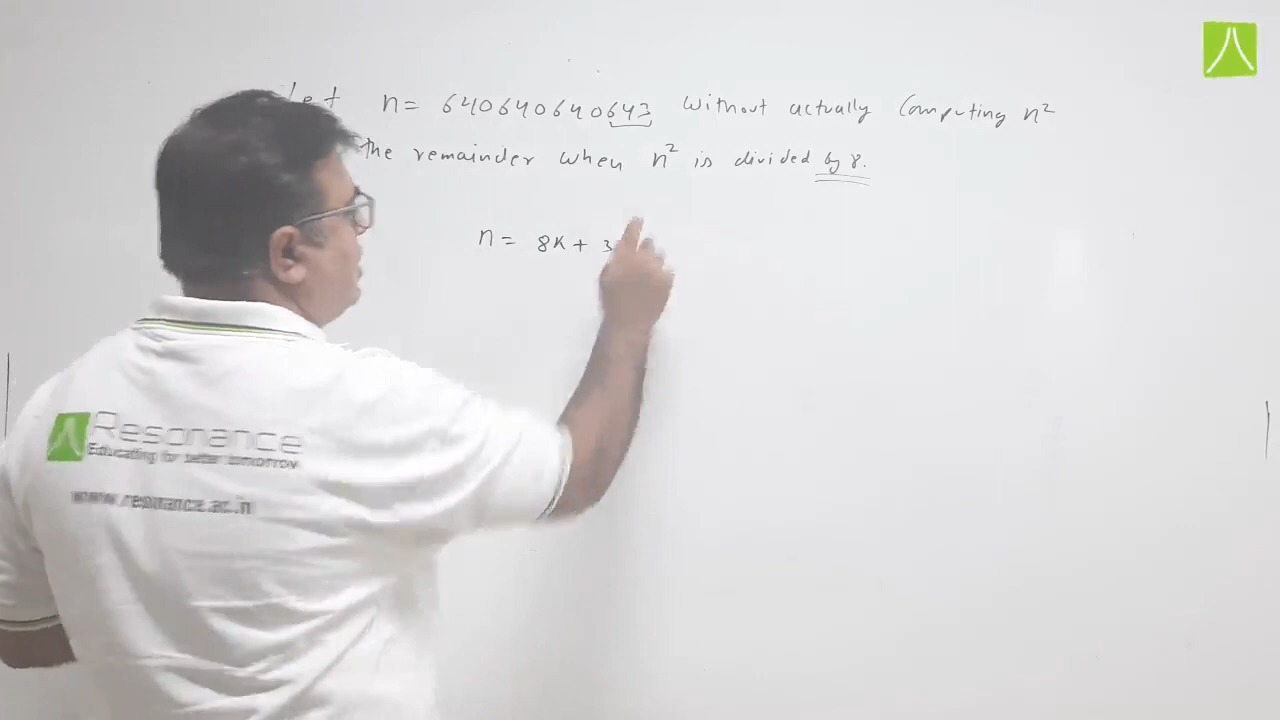 Let n = 640640640643 without actually computing n²
the remainder when n² is divided by 8.
n = 8K + 3
Resonance
Educating for better tomorrow
www.resonance.ac.in